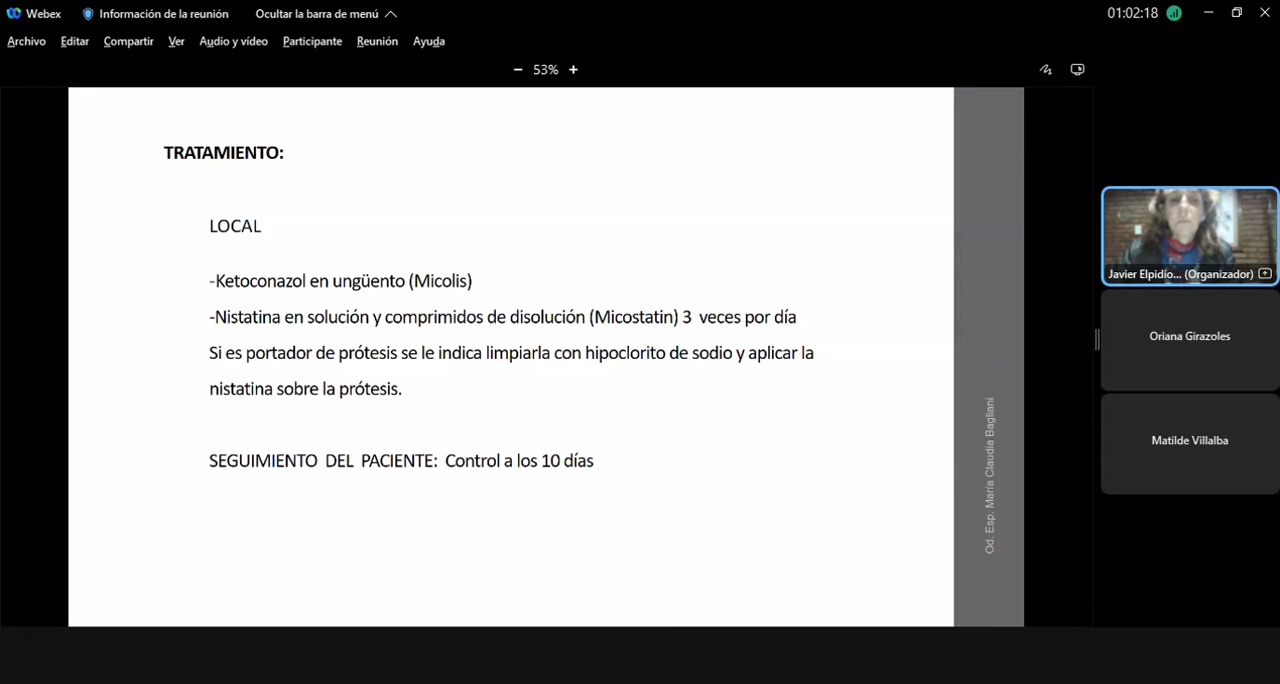 Webex
Información de la reunión
Ocultar la barra de menú
01:02:18
Archivo Editar Compartir Ver Audio y vídeo Participante Reunión Ayuda
− 53% +
TRATAMIENTO:
LOCAL
-Ketoconazol en ungüento (Micolis)
-Nistatina en solución y comprimidos de disolución (Micostatin) 3 veces por día
Si es portador de prótesis se le indica limpiarla con hipoclorito de sodio y aplicar la
nistatina sobre la prótesis.
SEGUIMIENTO DEL PACIENTE: Control a los 10 días
Od. Esp. María Claudia Bagliani
Javier Elpidio... (Organizador)
Oriana Girazoles
Matilde Villalba